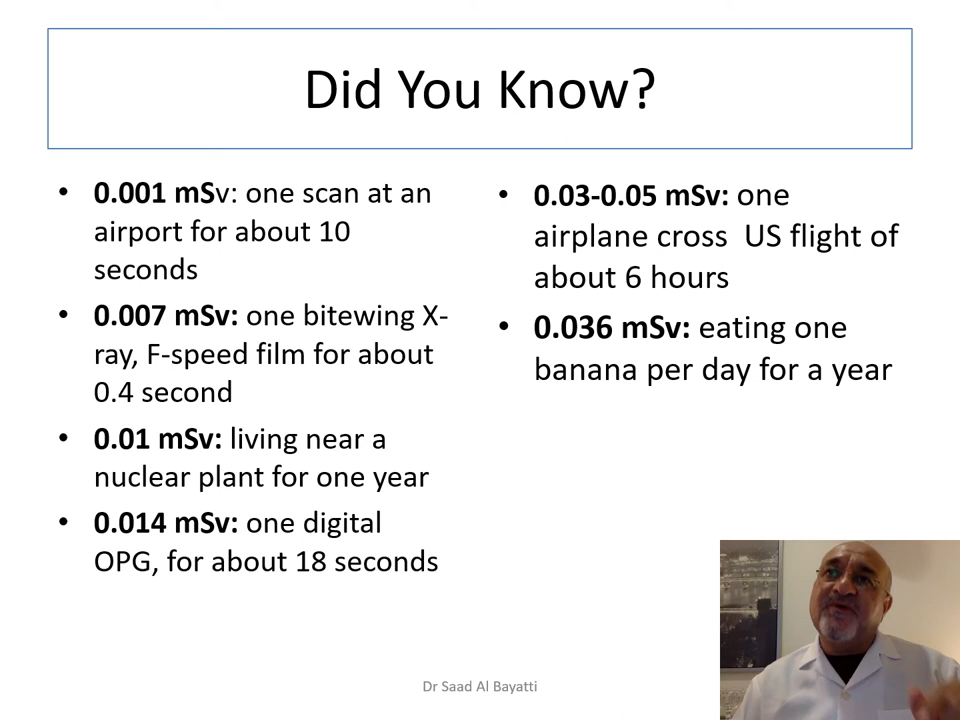 Did You Know?
• 0.001 mSv: one scan at an
airport for about 10
seconds
• 0.007 mSv: one bitewing X-
ray, F-speed film for about
0.4 second
• 0.01 mSv: living near a
nuclear plant for one year
• 0.014 mSv: one digital
OPG, for about 18 seconds
• 0.03-0.05 mSv: one
airplane cross  US flight of
about 6 hours
• 0.036 mSv: eating one
banana per day for a year
Dr Saad Al Bayatti